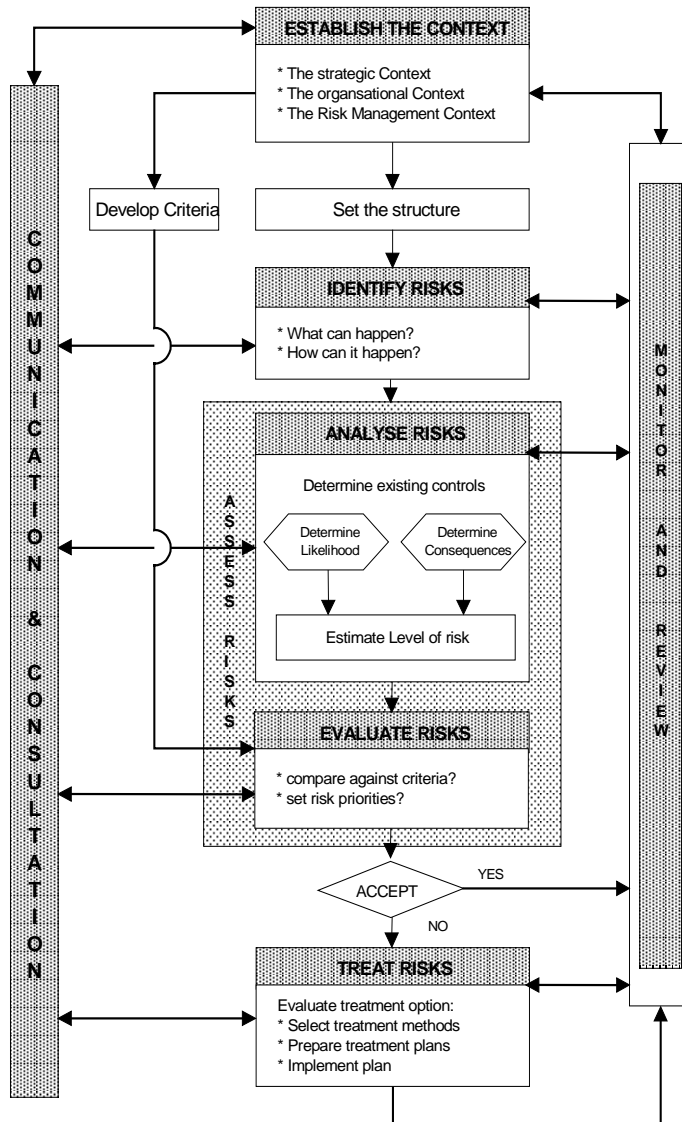 ESTABLISH THE CONTEXT
* The strategic Context
* The organsational Context
* The Risk Management Context
Develop Criteria
Set the structure
IDENTIFY RISKS
* What can happen?
* How can it happen?
ANALYSE RISKS
Determine existing controls
Determine
Likelihood
Determine
Consequences
Estimate Level of risk
ASSESS RISKS
EVALUATE RISKS
* compare against criteria?
* set risk priorities?
ACCEPT
YES
NO
TREAT RISKS
Evaluate treatment option:
* Select treatment methods
* Prepare treatment plans
* Implement plan
COMMUNICATION & CONSULTATION
MONITOR AND REVIEW